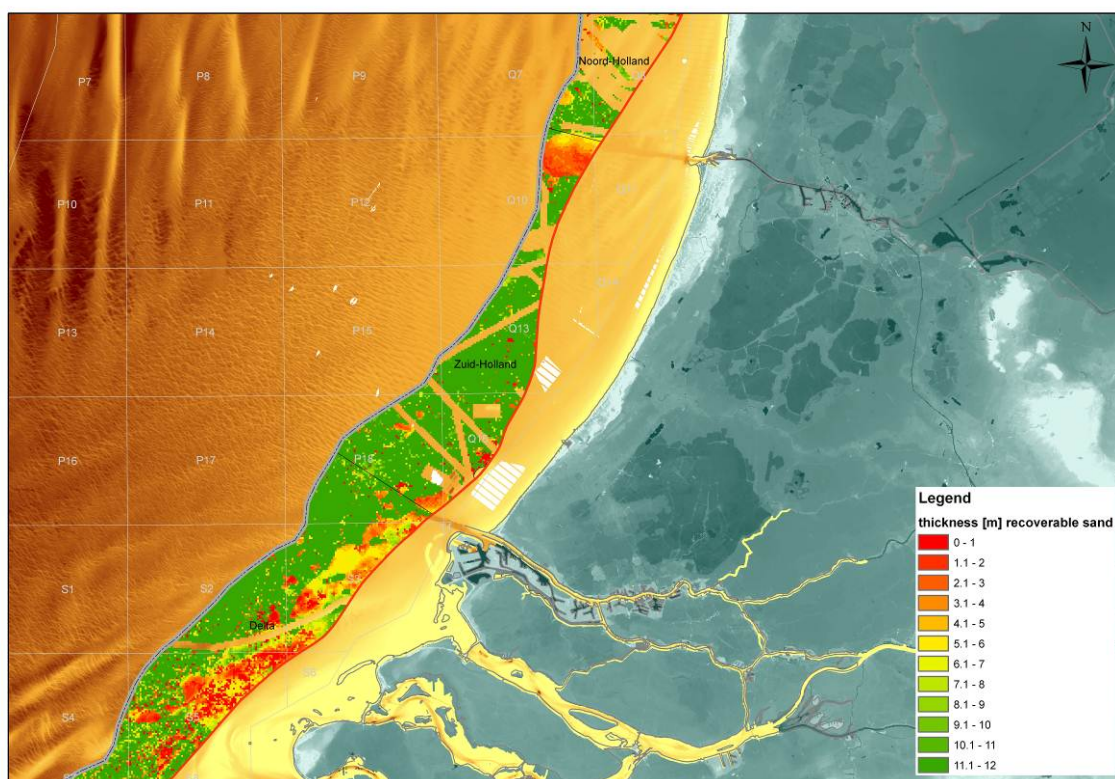 N
Noord-Holland
P7
P8
P9
Q7
P10
P11
P12
Q10
P13
P14
P15
Q13
Zuid-Holland
P16
P17
P18
Q16
S1
S2
Delta
S4
S6
Legend
thickness [m] recoverable sand
0 - 1
1.1 - 2
2.1 - 3
3.1 - 4
4.1 - 5
5.1 - 6
6.1 - 7
7.1 - 8
8.1 - 9
9.1 - 10
10.1 - 11
11.1 - 12